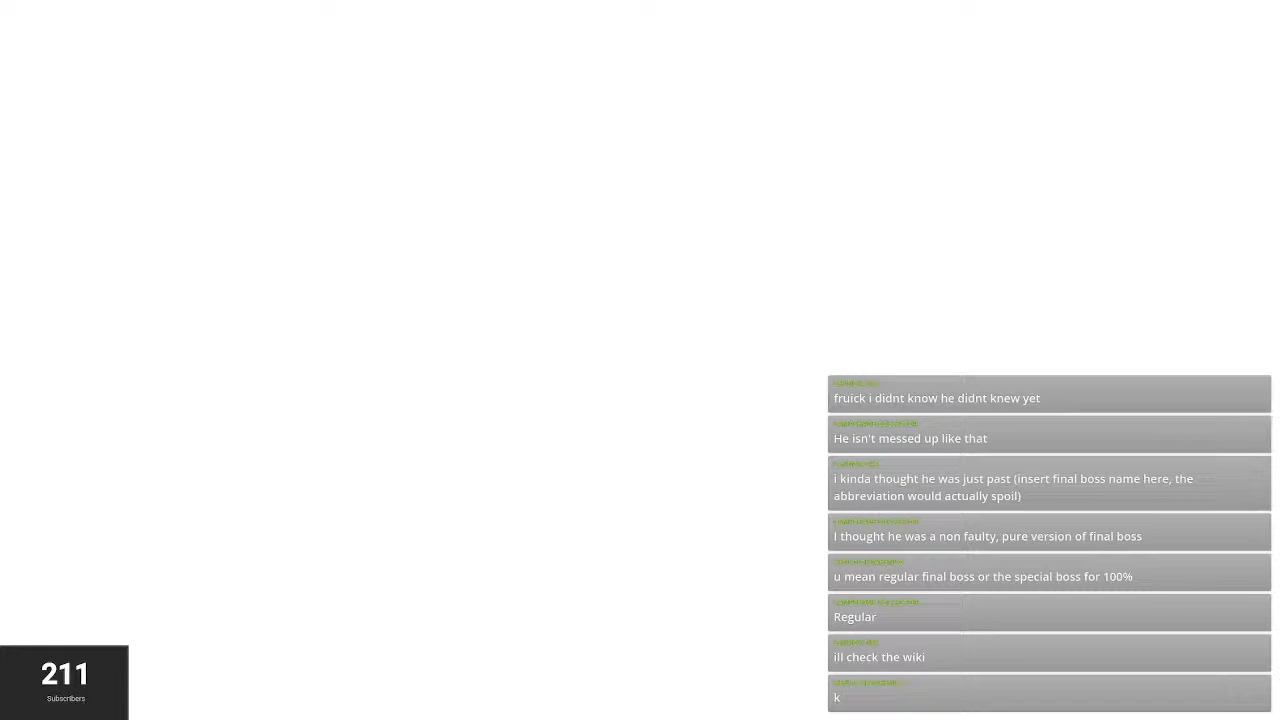 fruick i didnt know he didnt knew yet
He isn't messed up like that
i kinda thought he was just past (insert final boss name here, the
abbreviation would actually spoil)
I thought he was a non faulty, pure version of final boss
u mean regular final boss or the special boss for 100%
Regular
ill check the wiki
k
211
Subscribers